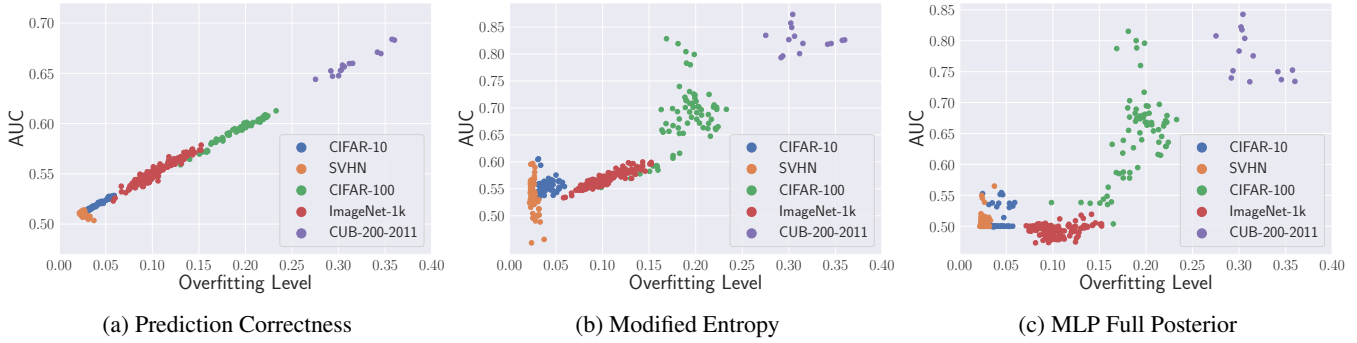 0.70
0.65
0.60
0.55
0.50
AUC
CIFAR-10
SVHN
CIFAR-100
ImageNet-1k
CUB-200-2011
0.00 0.05 0.10 0.15 0.20 0.25 0.30 0.35 0.40
Overfitting Level
(a) Prediction Correctness
0.85
0.80
0.75
0.70
0.65
0.60
0.55
0.50
0.45
AUC
CIFAR-10
SVHN
CIFAR-100
ImageNet-1k
CUB-200-2011
0.00 0.05 0.10 0.15 0.20 0.25 0.30 0.35 0.40
Overfitting Level
(b) Modified Entropy
0.85
0.80
0.75
0.70
0.65
0.60
0.55
0.50
0.45
AUC
CIFAR-10
SVHN
CIFAR-100
ImageNet-1k
CUB-200-2011
0.00 0.05 0.10 0.15 0.20 0.25 0.30 0.35 0.40
Overfitting Level
(c) MLP Full Posterior